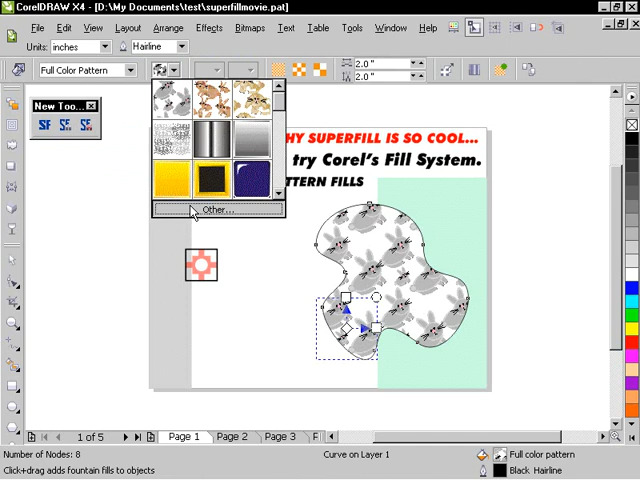 CorelDRAW X4 - [D:\My Documents\test\superfillmovie.pat]
File Edit View Layout Arrange Effects Bitmaps Text Table Tools Window Help
Units: inches Hairline
Full Color Pattern 2.0 " 2.0 "
New Too...
SF
Other...
HY SUPERFILL IS SO COOL...
try Corel's Fill System.
TTERN FILLS
1 of 5 Page 1 Page 2 Page 3 P
Number of Nodes: 8 Curve on Layer 1 Full color pattern
Click+drag adds fountain fills to objects Black Hairline